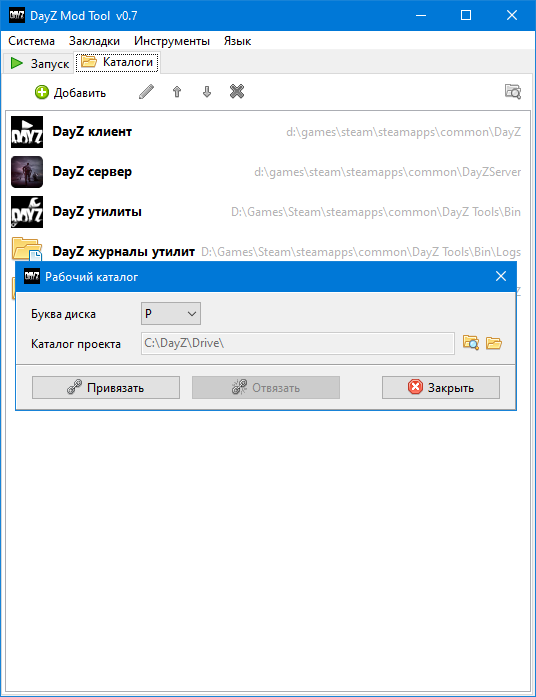 DayZ Mod Tool v0.7
Система Закладки Инструменты Язык
Запуск Каталоги
Добавить
DayZ клиент d:\games\steam\steamapps\common\DayZ
DayZ сервер d:\games\steam\steamapps\common\DayZServer
DayZ утилиты D:\Games\Steam\steamapps\common\DayZ Tools\Bin
DayZ журналы утилит D:\Games\Steam\steamapps\common\DayZ Tools\Bin\Logs
Рабочий каталог
Буква диска P
Каталог проекта C:\DayZ\Drive\
Привязать Отвязать Закрыть